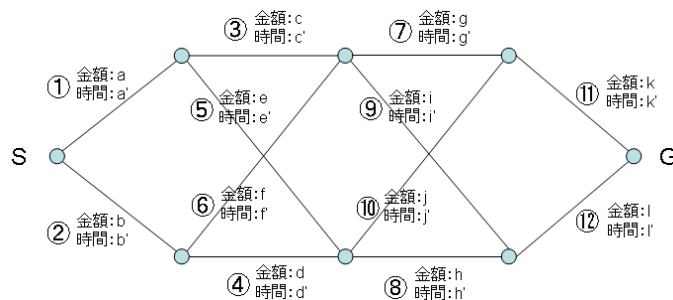 ③ 金額:c
時間:c'
⑦ 金額:g
時間:g'
① 金額:a
時間:a'
⑤ 金額:e
時間:e'
⑨ 金額:i
時間:i'
⑪ 金額:k
時間:k'
S
G
② 金額:b
時間:b'
⑥ 金額:f
時間:f'
⑩ 金額:j
時間:j'
⑫ 金額:l
時間:l'
④ 金額:d
時間:d'
⑧ 金額:h
時間:h'